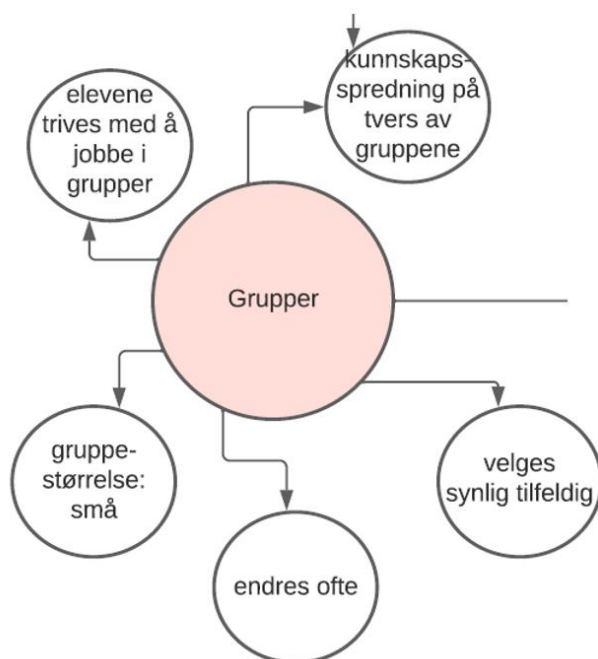 kunnskaps-
spredning på
tvers av
gruppene
elevene
trives med å
jobbe i
grupper
Grupper
gruppe-
størrelse:
små
velges
synlig tilfeldig
endres ofte